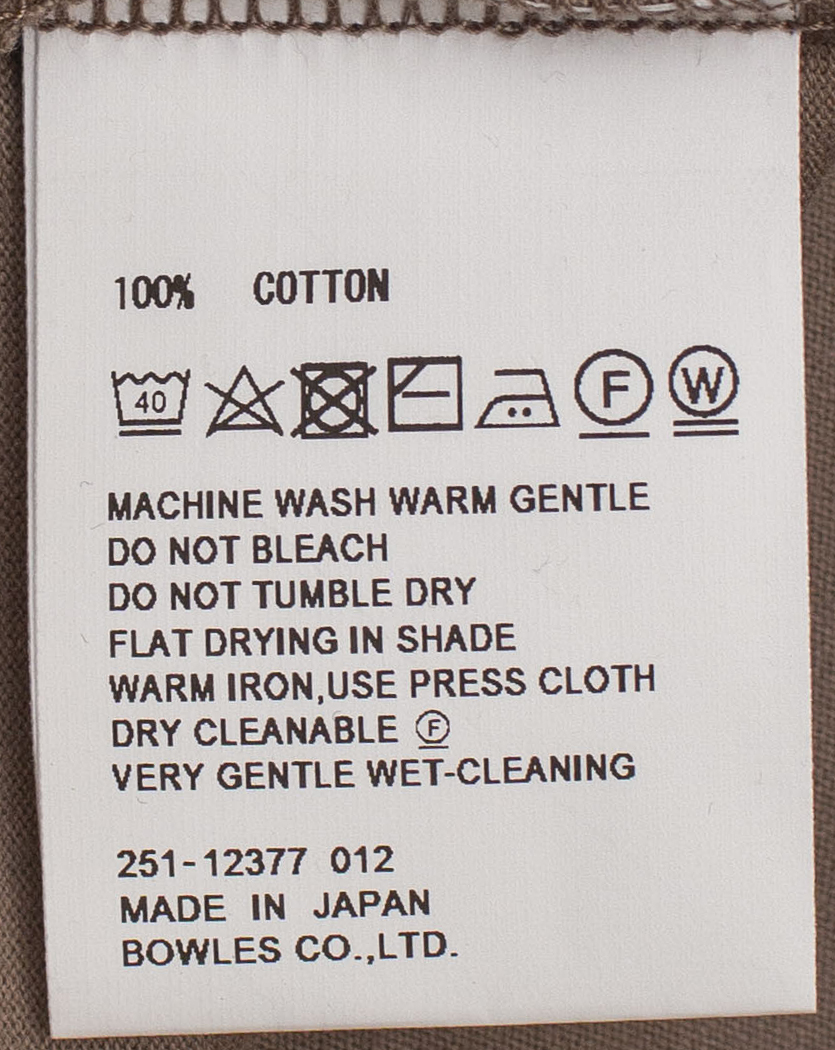 100% COTTON
40 F W
MACHINE WASH WARM GENTLE
DO NOT BLEACH
DO NOT TUMBLE DRY
FLAT DRYING IN SHADE
WARM IRON,USE PRESS CLOTH
DRY CLEANABLE Ⓕ
VERY GENTLE WET-CLEANING
251-12377 012
MADE IN JAPAN
BOWLES CO.,LTD.